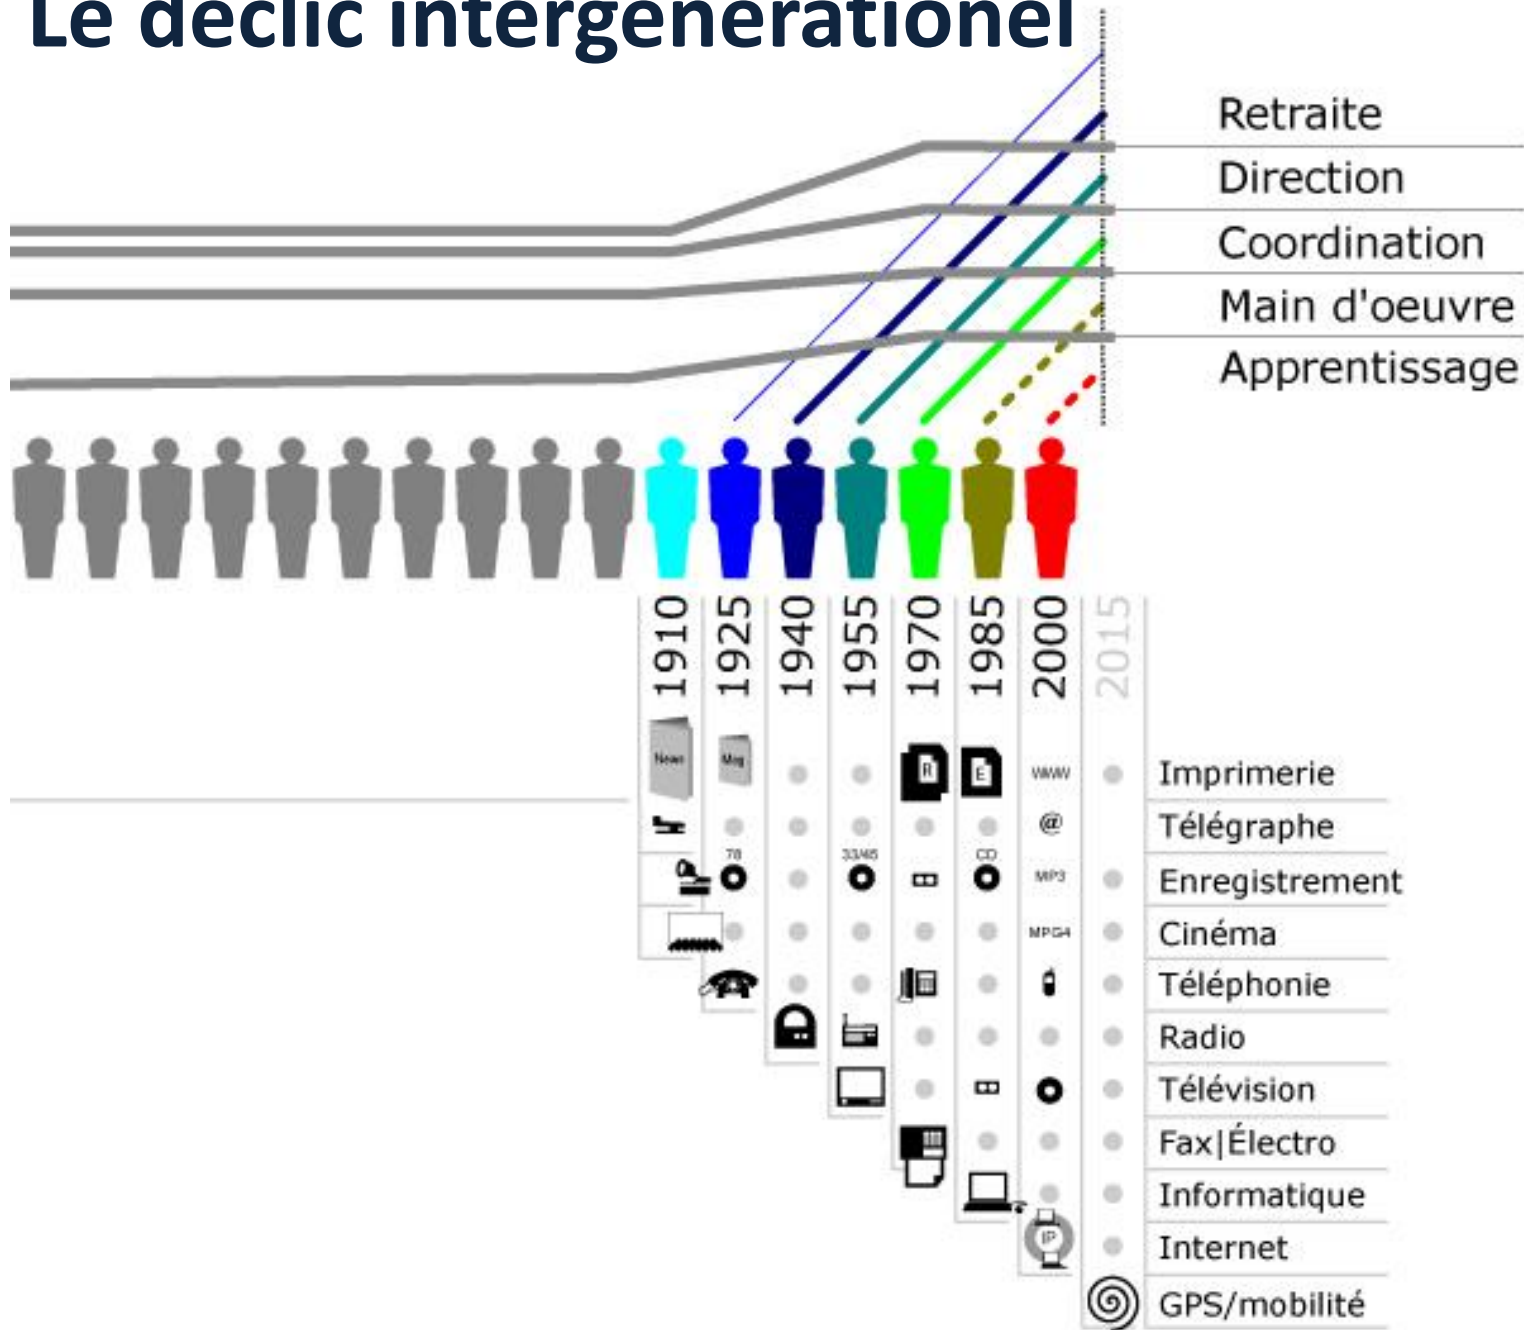 Le déclic intergénérationel
Retraite
Direction
Coordination
Main d'oeuvre
Apprentissage
1910
1925
1940
1955
1970
1985
2000
2015
News
Mag
R
E
WWW
Imprimerie
@
Télégraphe
78
33/45
CD
MP3
Enregistrement
MPG4
Cinéma
Téléphonie
Radio
Télévision
Fax|Électro
Informatique
IP
Internet
GPS/mobilité